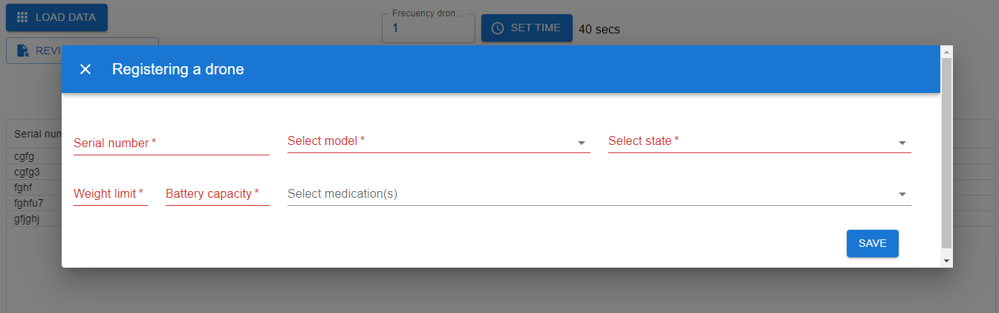 LOAD DATA
Frecuency dron...
1
SET TIME
40 secs
REVI
Registering a drone
Serial num
Serial number *
Select model *
Select state *
cgfg
cgfg3
fghf
fghfu7
gfjghj
Weight limit *
Battery capacity *
Select medication(s)
SAVE